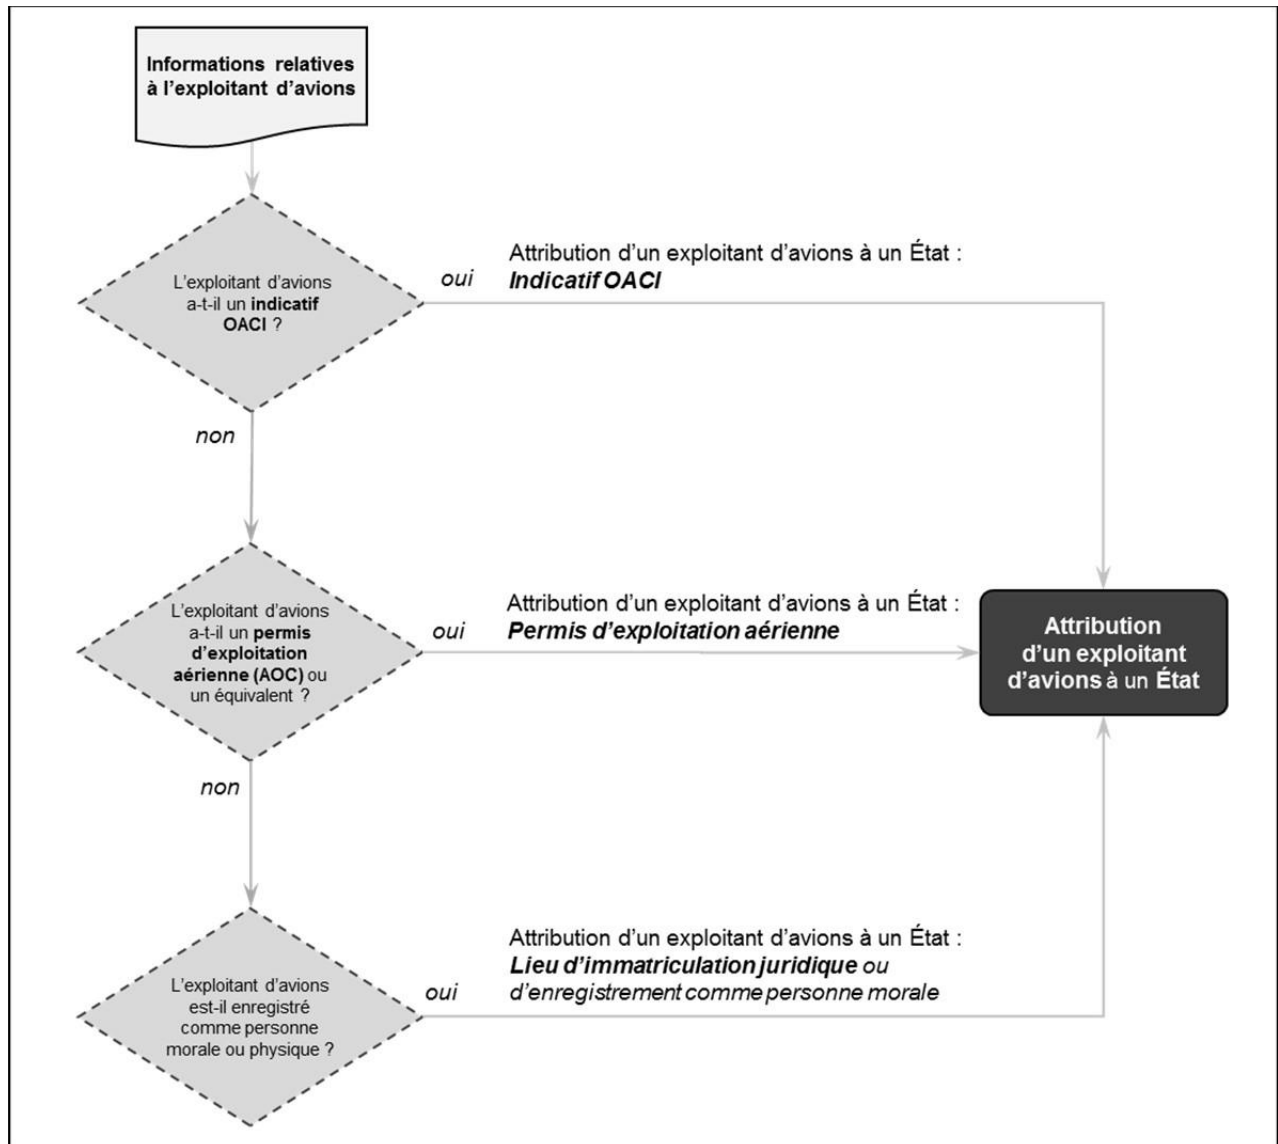 Informations relatives
à l'exploitant d'avions
L'exploitant d'avions
a-t-il un indicatif
OACI ?
oui
Attribution d'un exploitant d'avions à un État :
Indicatif OACI
non
L'exploitant d'avions
a-t-il un permis
d'exploitation
aérienne (AOC) ou
un équivalent ?
oui
Attribution d'un exploitant d'avions à un État :
Permis d'exploitation aérienne
Attribution
d'un exploitant
d'avions à un État
non
L'exploitant d'avions
est-il enregistré
comme personne
morale ou physique ?
oui
Attribution d'un exploitant d'avions à un État :
Lieu d'immatriculation juridique ou
d'enregistrement comme personne morale